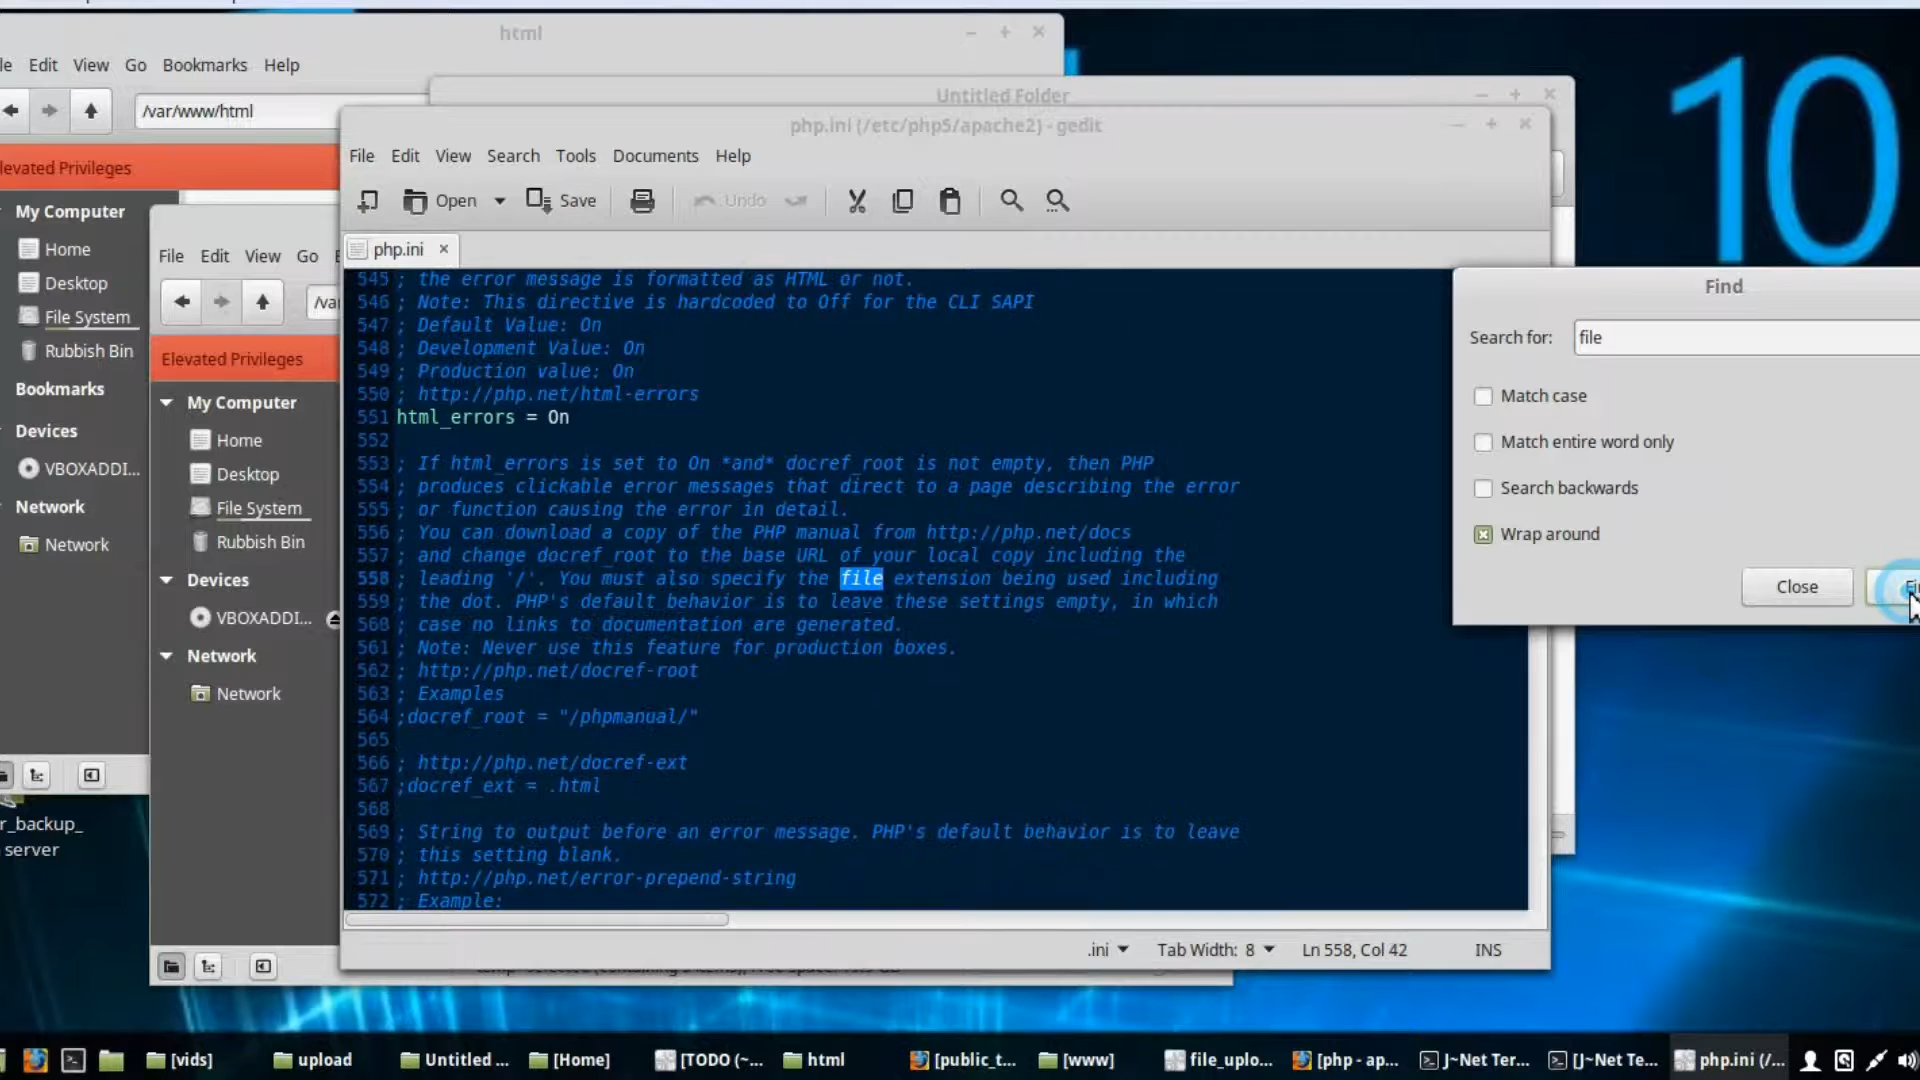 html
le Edit View Go Bookmarks Help
/var/www/html
levated Privileges
My Computer
Home
Desktop
File System
Rubbish Bin
Bookmarks
Devices
VBOXADDI...
Network
Network
r_backup_
server
Untitled Folder
File Edit View Go
/va
Elevated Privileges
My Computer
Home
Desktop
File System
Rubbish Bin
Devices
VBOXADDI...
Network
Network
php.ini (/etc/php5/apache2) - gedit
File Edit View Search Tools Documents Help
Open Save Undo
php.ini
545 ; the error message is formatted as HTML or not.
546 ; Note: This directive is hardcoded to Off for the CLI SAPI
547 ; Default Value: On
548 ; Development Value: On
549 ; Production value: On
550 ; http://php.net/html-errors
551 html_errors = On
552
553 ; If html_errors is set to On *and* docref_root is not empty, then PHP
554 ; produces clickable error messages that direct to a page describing the error
555 ; or function causing the error in detail.
556 ; You can download a copy of the PHP manual from http://php.net/docs
557 ; and change docref_root to the base URL of your local copy including the
558 ; leading '/'. You must also specify the file extension being used including
559 ; the dot. PHP's default behavior is to leave these settings empty, in which
560 ; case no links to documentation are generated.
561 ; Note: Never use this feature for production boxes.
562 ; http://php.net/docref-root
563 ; Examples
564 ;docref_root = "/phpmanual/"
565
566 ; http://php.net/docref-ext
567 ;docref_ext = .html
568
569 ; String to output before an error message. PHP's default behavior is to leave
570 ; this setting blank.
571 ; http://php.net/error-prepend-string
572 ; Example:
.ini Tab Width: 8 Ln 558, Col 42 INS
10
Find
Search for: file
Match case
Match entire word only
Search backwards
Wrap around
Close Fi
[vids] upload Untitled ... [Home] [TODO (~... html [public_t... [www] file_uplo... [php - ap... J~Net Ter... [J~Net Te... php.ini (/...